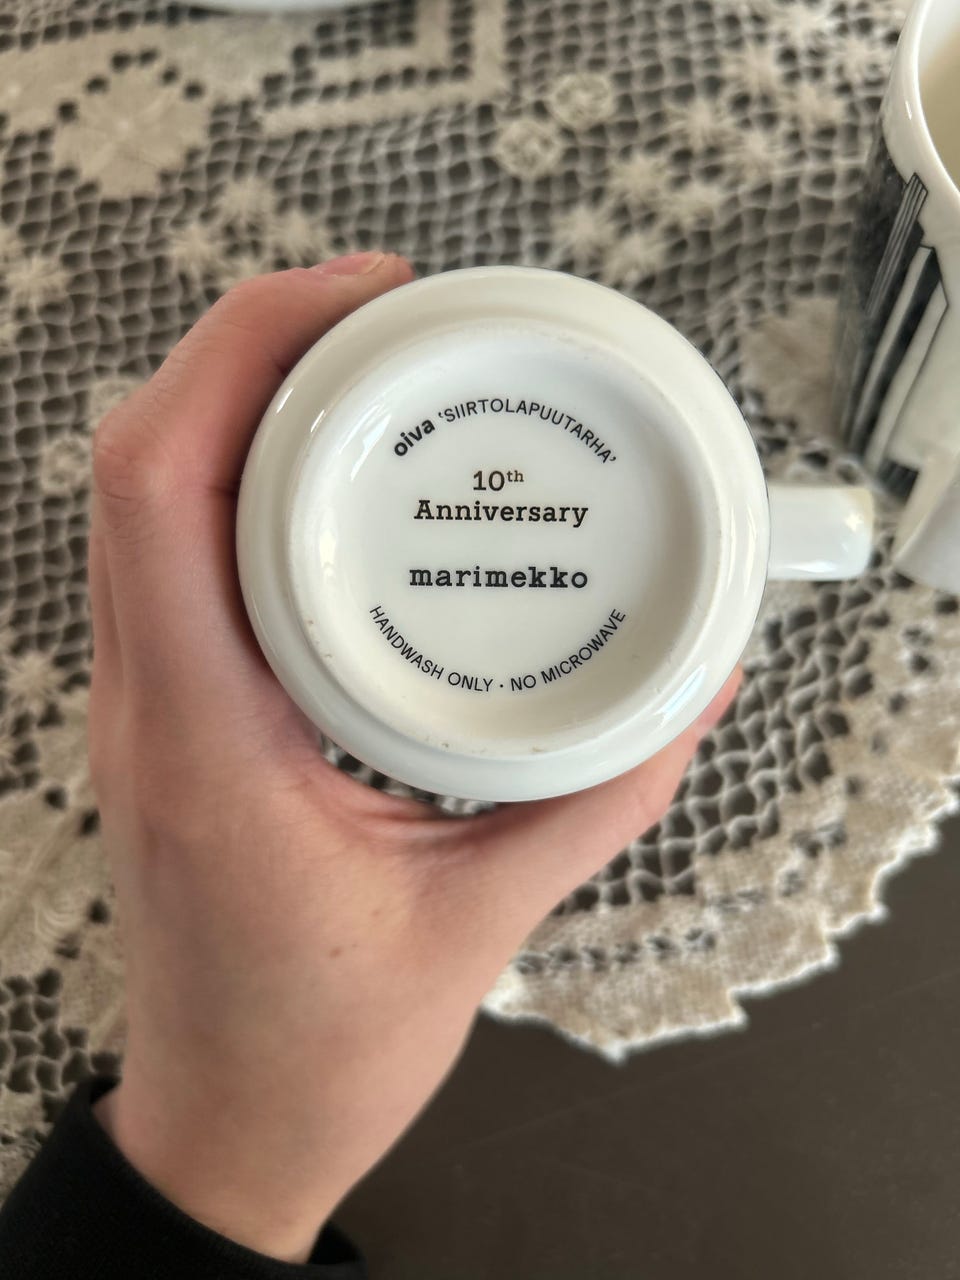 oiva ‘SIIRTOLAPUUTARHA’
10th
Anniversary
marimekko
HANDWASH ONLY · NO MICROWAVE